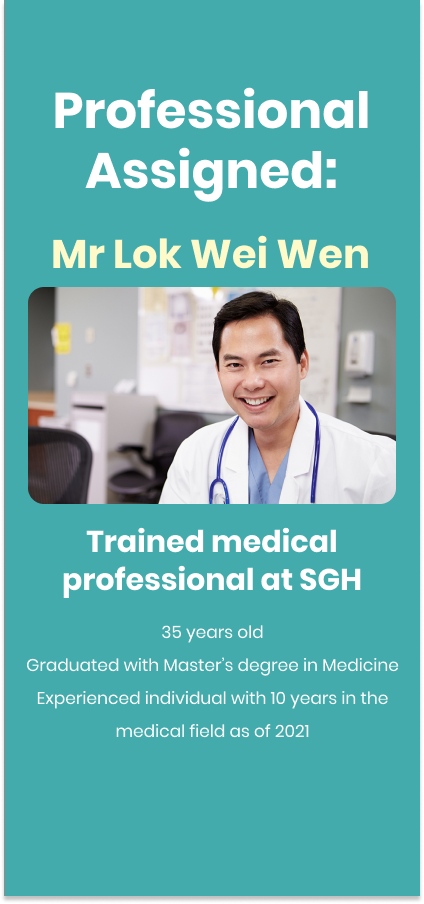 Professional
Assigned:
Mr Lok Wei Wen
Trained medical
professional at SGH
35 years old
Graduated with Master's degree in Medicine
Experienced individual with 10 years in the
medical field as of 2021